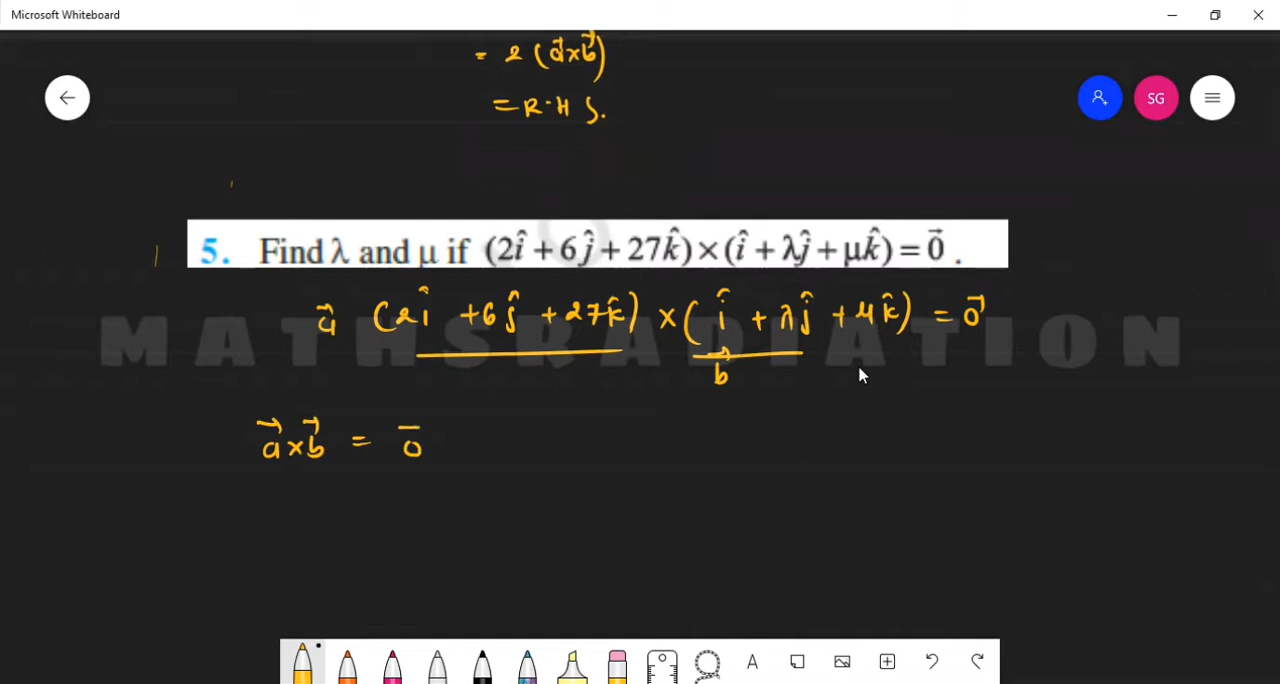 Microsoft Whiteboard
= 2 (a⃗×b⃗)
= R.H S.
SG
5. Find λ and μ if (2î + 6ĵ + 27k̂) × (î + λĵ + μk̂) = 0⃗ .
a⃗ (2î + 6ĵ + 27k̂) × (î + λĵ + μk̂) = 0⃗
MATHSRADIATION
b⃗
a⃗×b⃗ = 0̅
A